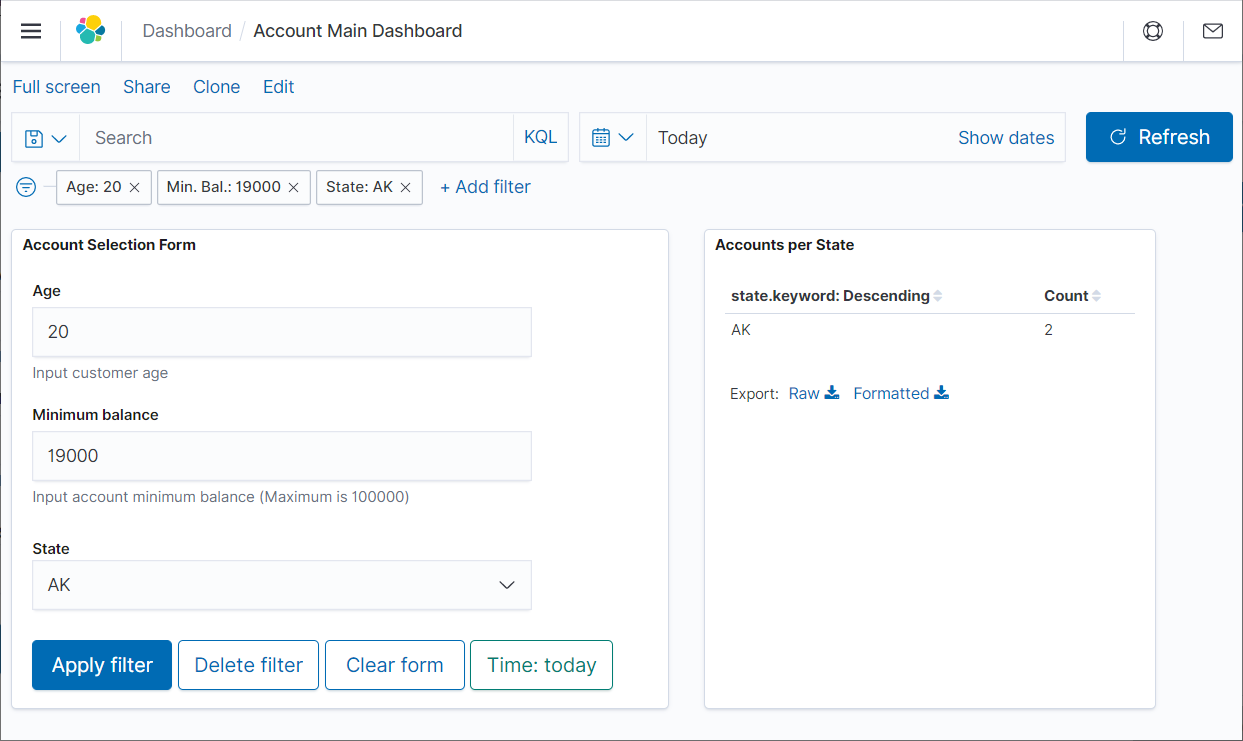 Dashboard / Account Main Dashboard
Full screen Share Clone Edit
Search KQL Today Show dates Refresh
Age: 20 × Min. Bal.: 19000 × State: AK × + Add filter
Account Selection Form
Age
20
Input customer age
Minimum balance
19000
Input account minimum balance (Maximum is 100000)
State
AK
Apply filter Delete filter Clear form Time: today
Accounts per State
state.keyword: Descending Count
AK 2
Export: Raw Formatted